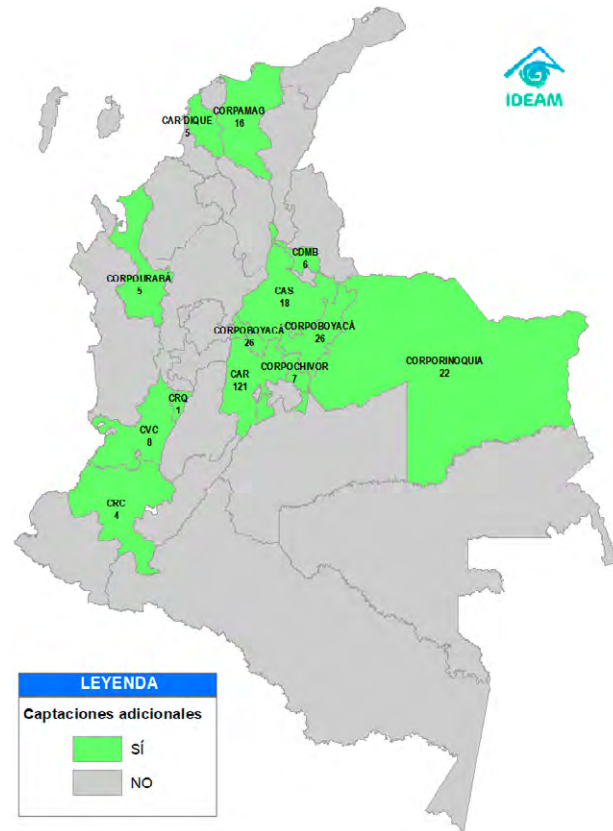 IDEAM
CORPAMAG
16
CARDIQUE
5
CDMB
6
CORPOURABÁ
5
CAS
18
CORPOBOYACÁ
26
CORPOBOYACÁ
26
CORPORINOQUIA
22
CORPOCHIVOR
7
CAR
121
CRQ
1
CVC
8
CRC
4
LEYENDA
Captaciones adicionales
SÍ
NO